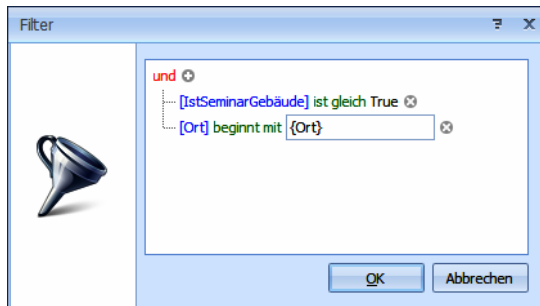 Filter
und
[IstSeminarGebäude] ist gleich True
[Ort] beginnt mit {Ort}
OK Abbrechen